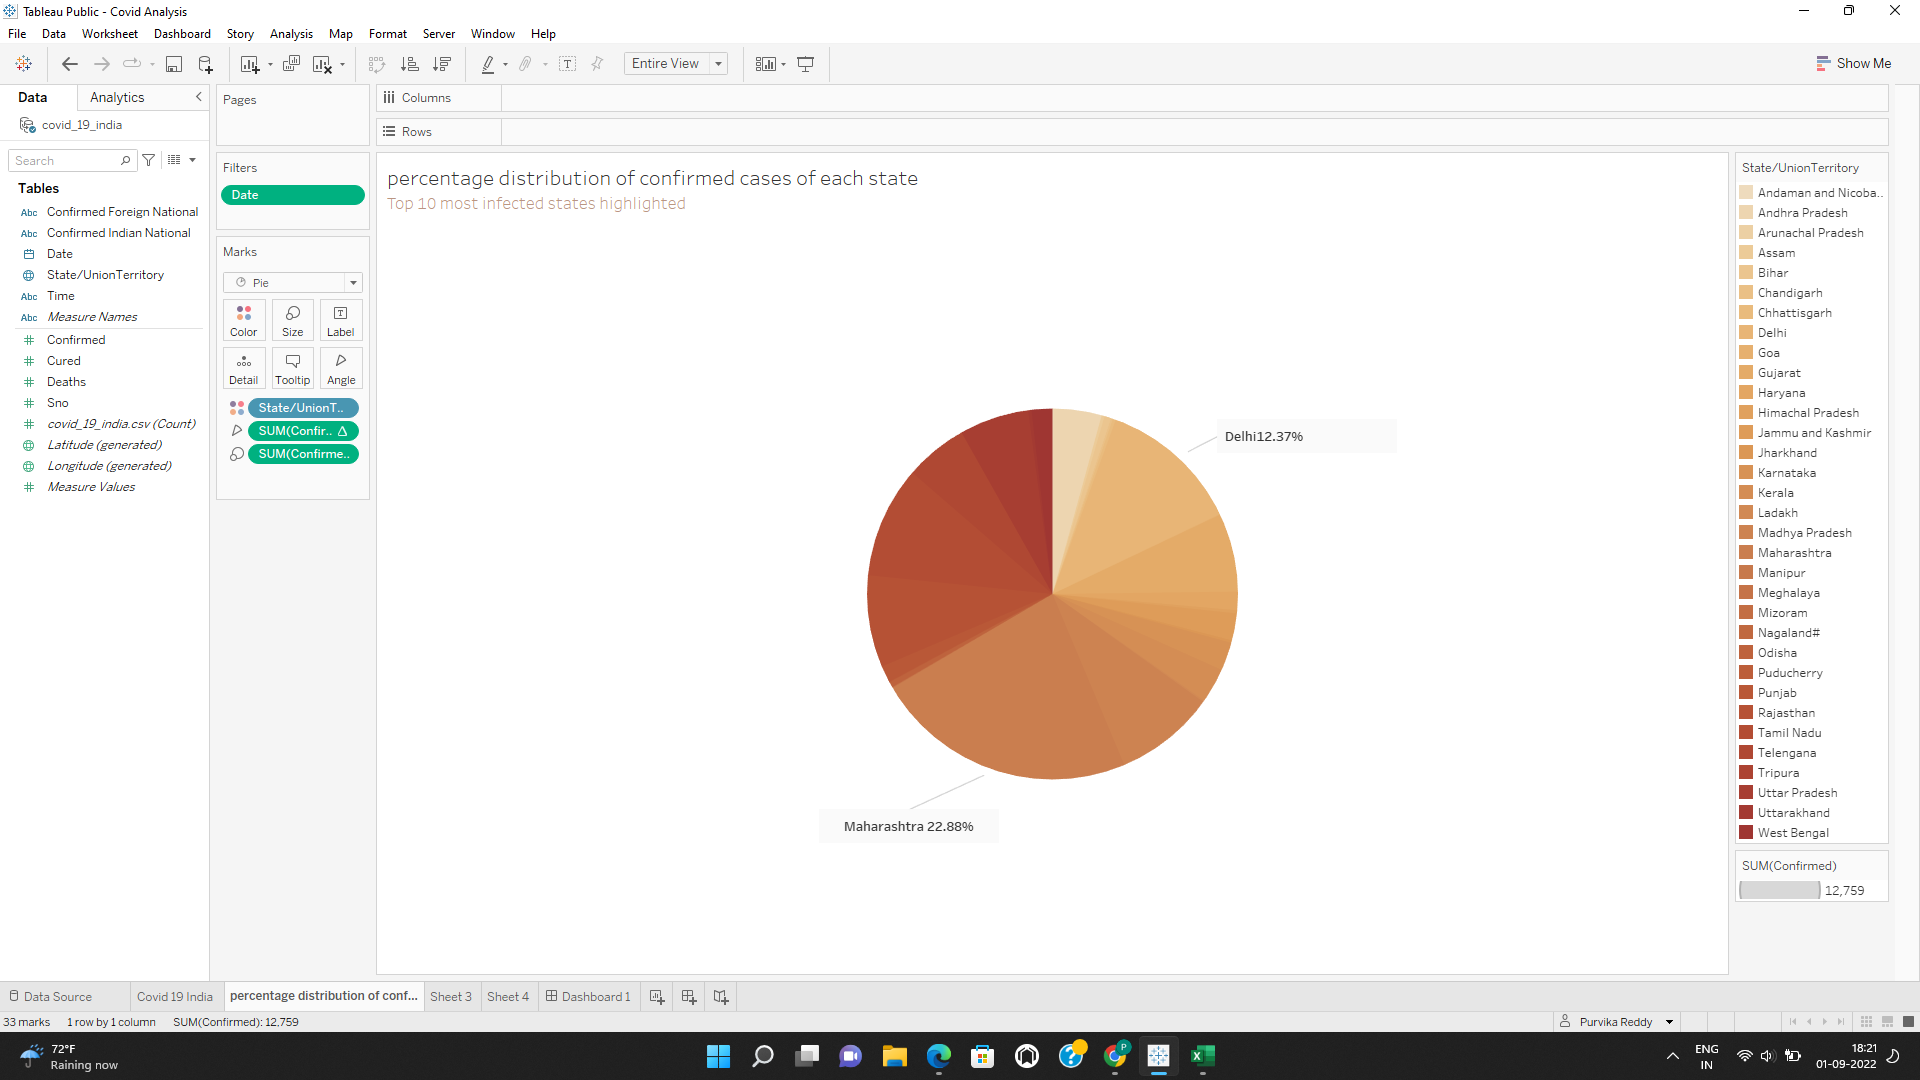 Tableau Public - Covid Analysis
File Data Worksheet Dashboard Story Analysis Map Format Server Window Help
Entire View
Show Me
Data Analytics
covid_19_india
Search
Tables
Abc Confirmed Foreign National
Abc Confirmed Indian National
Date
State/UnionTerritory
Abc Time
Abc Measure Names
Confirmed
Cured
Deaths
Sno
covid_19_india.csv (Count)
Latitude (generated)
Longitude (generated)
Measure Values
Pages
Filters
Date
Marks
Pie
Color Size Label
Detail Tooltip Angle
State/UnionT..
SUM(Confir..
SUM(Confirme..
Columns
Rows
percentage distribution of confirmed cases of each state
Top 10 most infected states highlighted
Delhi12.37%
Maharashtra 22.88%
State/UnionTerritory
Andaman and Nicoba..
Andhra Pradesh
Arunachal Pradesh
Assam
Bihar
Chandigarh
Chhattisgarh
Delhi
Goa
Gujarat
Haryana
Himachal Pradesh
Jammu and Kashmir
Jharkhand
Karnataka
Kerala
Ladakh
Madhya Pradesh
Maharashtra
Manipur
Meghalaya
Mizoram
Nagaland#
Odisha
Puducherry
Punjab
Rajasthan
Tamil Nadu
Telengana
Tripura
Uttar Pradesh
Uttarakhand
West Bengal
SUM(Confirmed)
12,759
Data Source Covid 19 India percentage distribution of conf... Sheet 3 Sheet 4 Dashboard 1
33 marks 1 row by 1 column SUM(Confirmed): 12,759 Purvika Reddy
72°F
Raining now
P
ENG
IN
18:21
01-09-2022